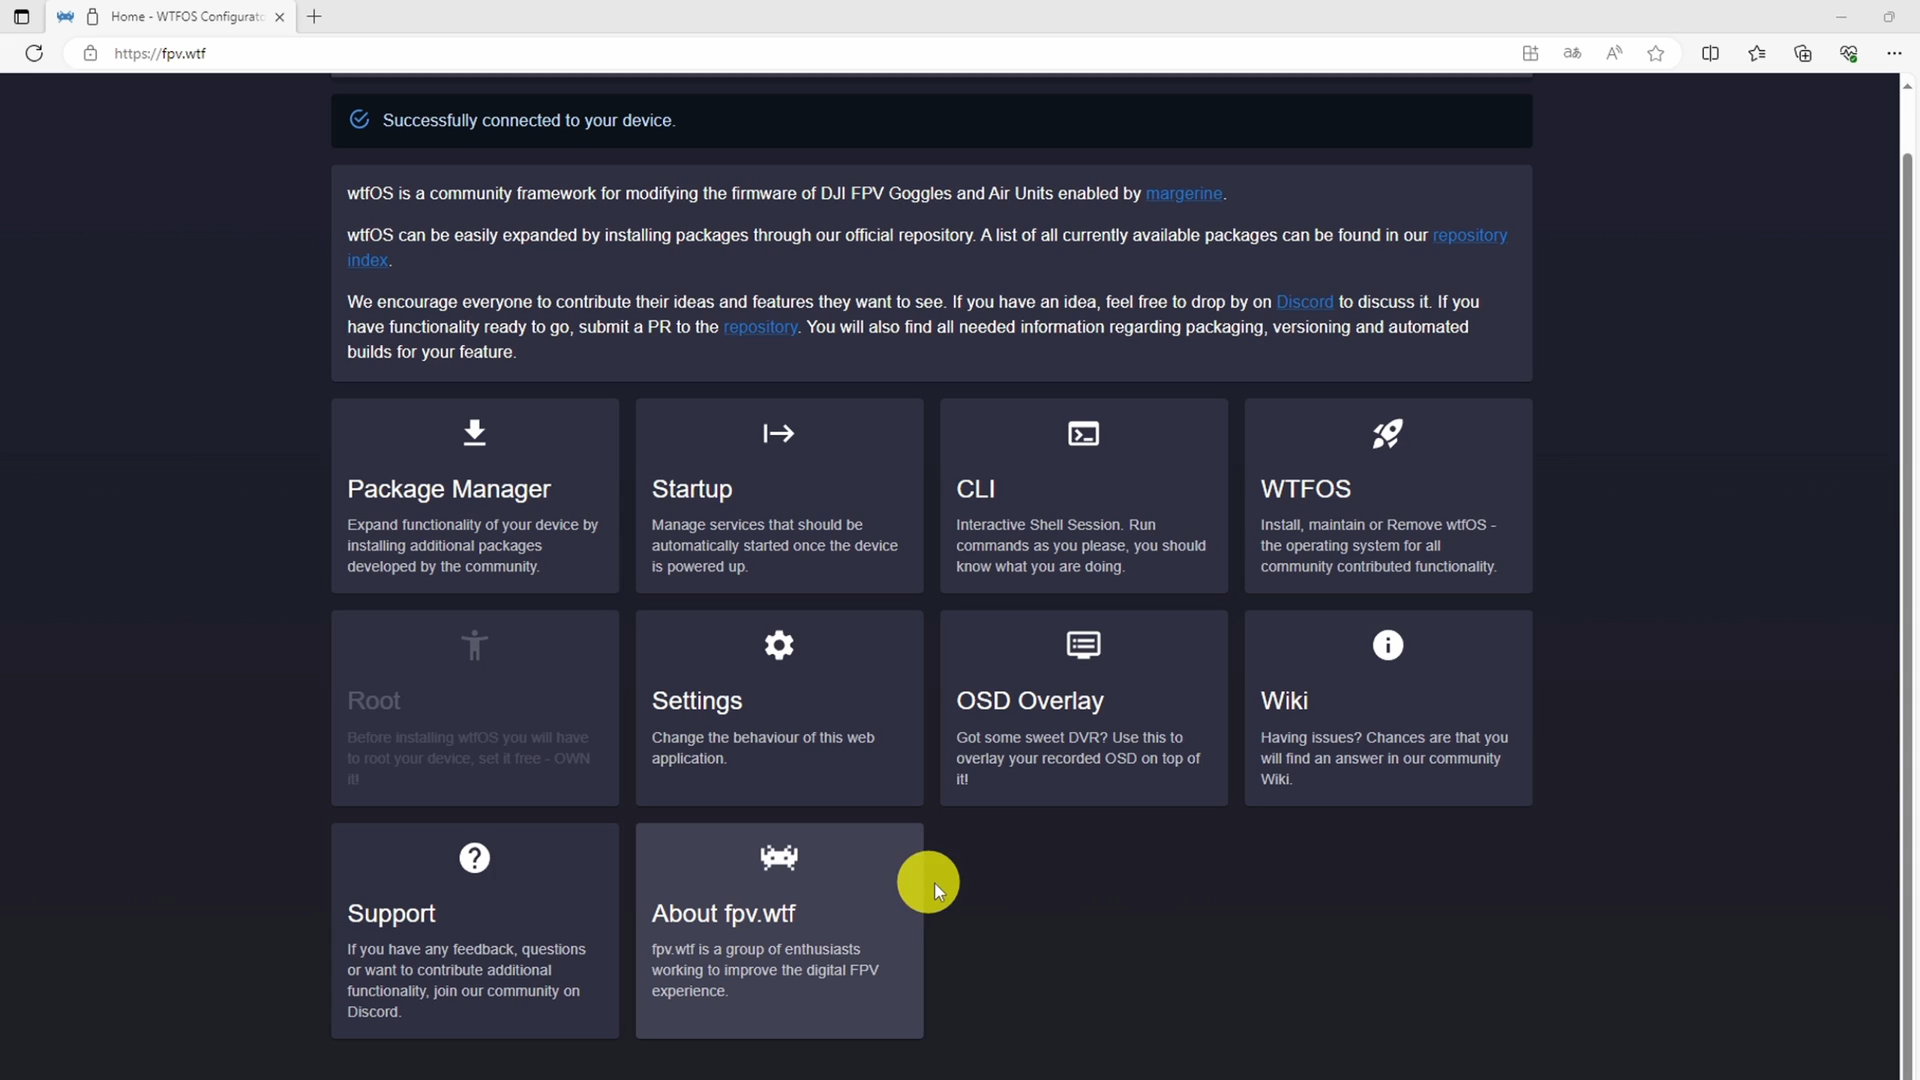 Home - WTFOS Configurato
https://fpv.wtf
Successfully connected to your device.
wtfOS is a community framework for modifying the firmware of DJI FPV Goggles and Air Units enabled by margerine.
wtfOS can be easily expanded by installing packages through our official repository. A list of all currently available packages can be found in our repository
index.
We encourage everyone to contribute their ideas and features they want to see. If you have an idea, feel free to drop by on Discord to discuss it. If you
have functionality ready to go, submit a PR to the repository. You will also find all needed information regarding packaging, versioning and automated
builds for your feature.
Package Manager
Expand functionality of your device by
installing additional packages
developed by the community.
Startup
Manage services that should be
automatically started once the device
is powered up.
CLI
Interactive Shell Session. Run
commands as you please, you should
know what you are doing.
WTFOS
Install, maintain or Remove wtfOS -
the operating system for all
community contributed functionality.
Root
Before installing wtfOS you will have
to root your device, set it free - OWN
it!
Settings
Change the behaviour of this web
application.
OSD Overlay
Got some sweet DVR? Use this to
overlay your recorded OSD on top of
it!
Wiki
Having issues? Chances are that you
will find an answer in our community
Wiki.
Support
If you have any feedback, questions
or want to contribute additional
functionality, join our community on
Discord.
About fpv.wtf
fpv.wtf is a group of enthusiasts
working to improve the digital FPV
experience.